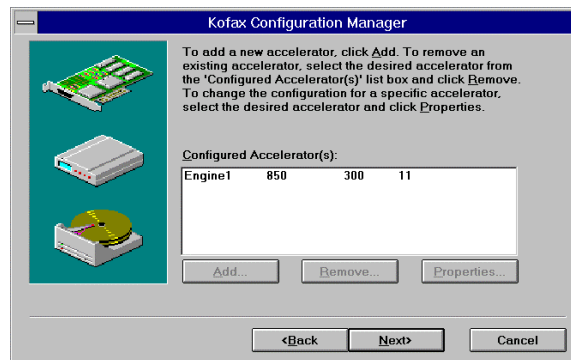 Kofax Configuration Manager
To add a new accelerator, click Add. To remove an
existing accelerator, select the desired accelerator from
the 'Configured Accelerator(s)' list box and click Remove.
To change the configuration for a specific accelerator,
select the desired accelerator and click Properties.
Configured Accelerator(s):
Engine1 850 300 11
Add... Remove... Properties...
<Back Next> Cancel